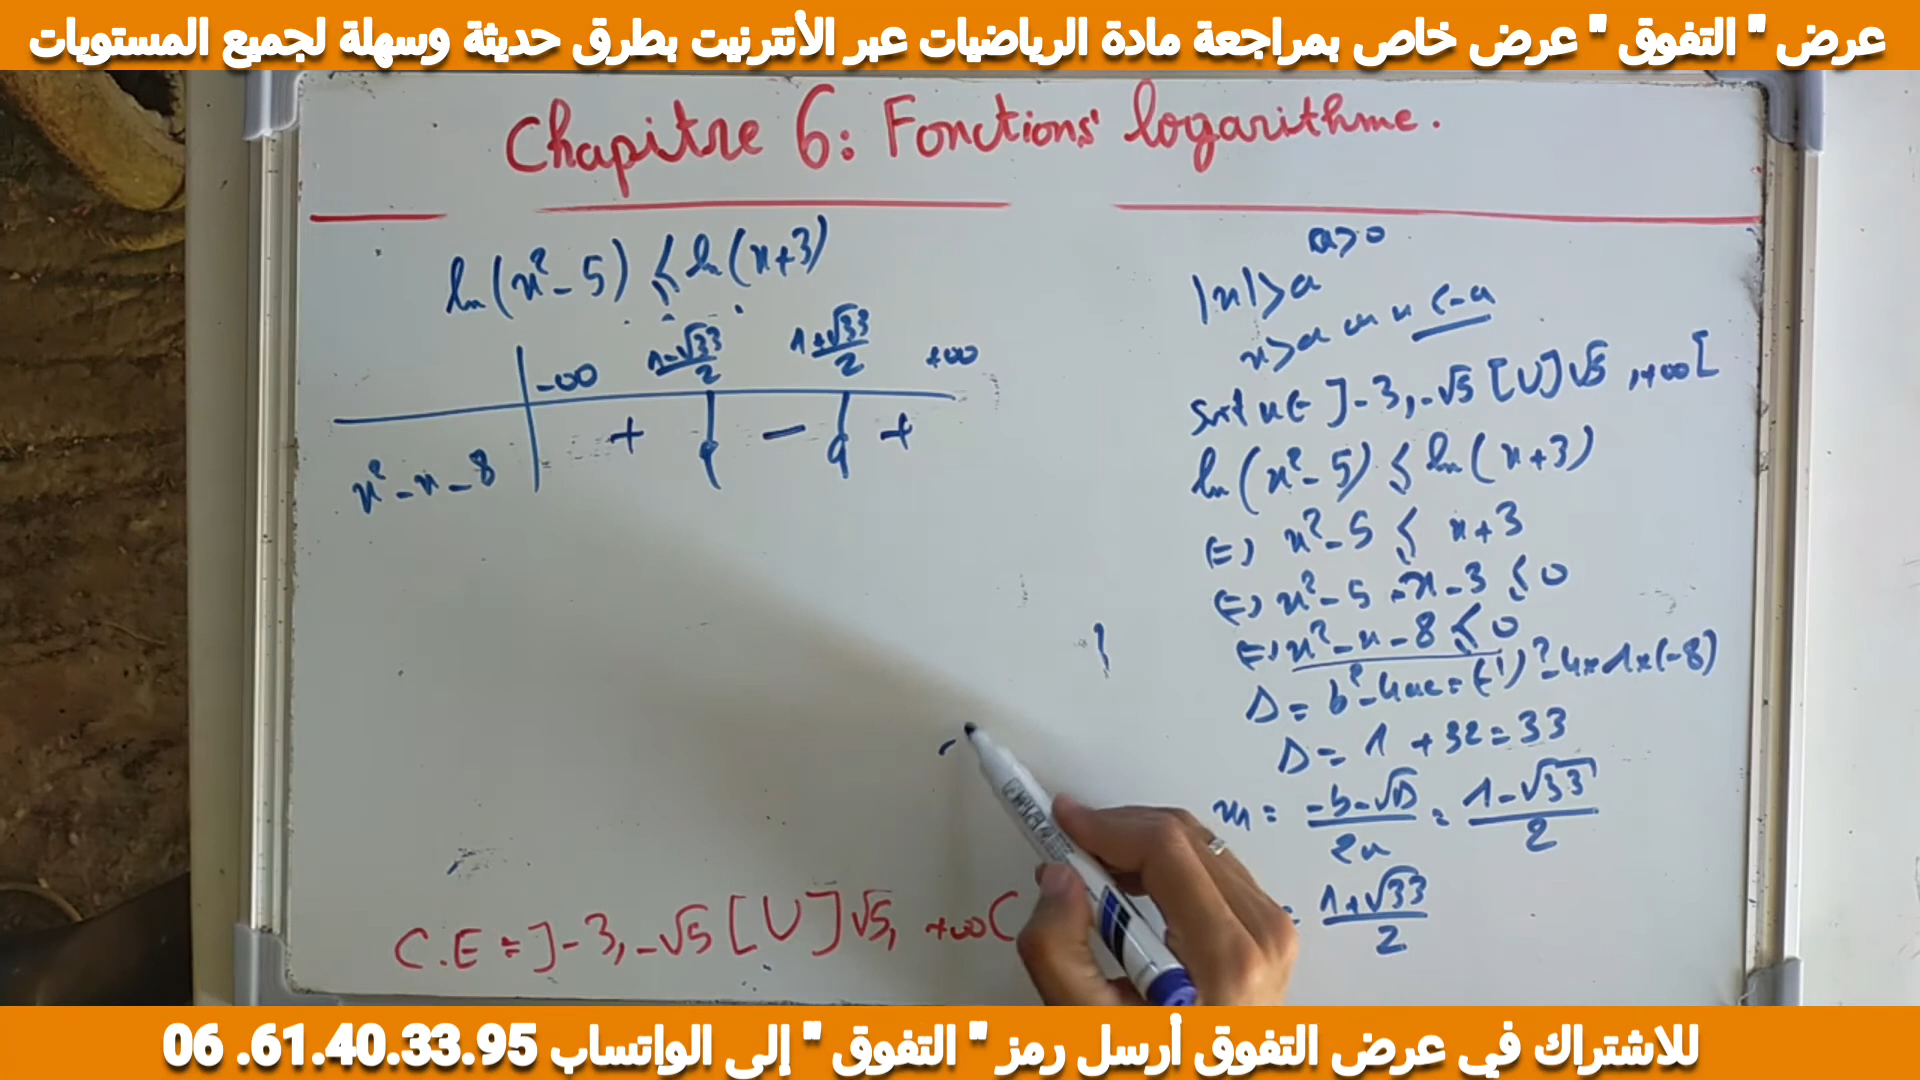 عرض " التفوق " عرض خاص بمراجعة مادة الرياضيات عبر الأنترنيت بطرق حديثة وسهلة لجميع المستويات
Chapitre 6: Fonctions logarithme.
ln(x²-5) ≤ ln(x+3)
-∞ (1-√33)/2 (1+√33)/2 +∞
x²-x-8 + 0 - 0 +
C.E = ]-3,-√5[U]√5, +∞[
a>0
|x|>a
x>a ou x<-a
Soit x∈ ]-3,-√5[U]√5,+∞[
ln(x²-5) ≤ ln(x+3)
⇔ x²-5 ≤ x+3
⇔ x²-5-x-3 ≤ 0
⇔ x²-x-8 ≤ 0
Δ = b²-4ac = (-1)²-4×1×(-8)
Δ = 1+32 = 33
x₁ = (-b-√Δ)/2a = (1-√33)/2
= (1+√33)/2
للاشتراك في عرض التفوق أرسل رمز " التفوق " إلى الواتساب 06 .61.40.33.95